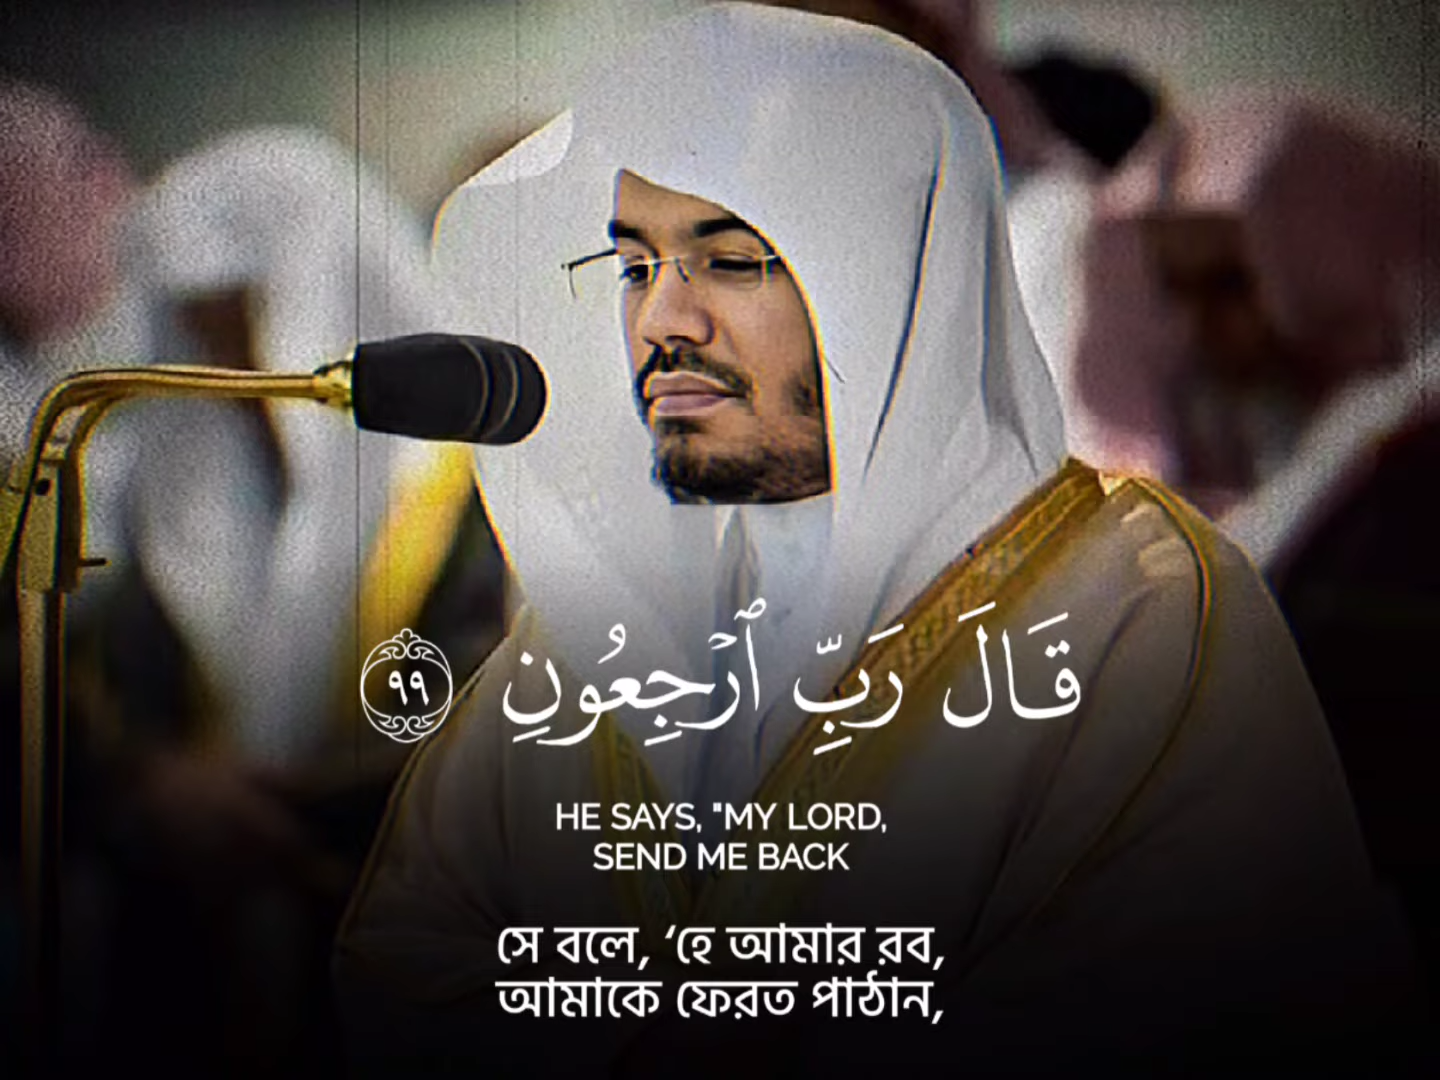 قَالَ رَبِّ ٱرْجِعُونِ ٩٩
HE SAYS, "MY LORD,
SEND ME BACK
সে বলে, ‘হে আমার রব,
আমাকে ফেরত পাঠান,